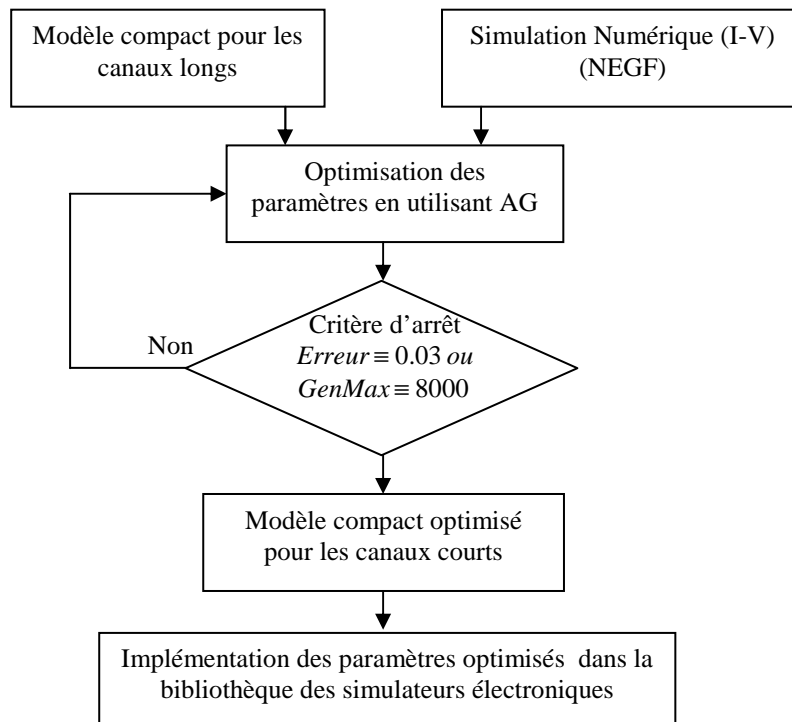 Modèle compact pour les
canaux longs
Simulation Numérique (I-V)
(NEGF)
Optimisation des
paramètres en utilisant AG
Critère d’arrêt
Erreur ≡ 0.03 ou
GenMax ≡ 8000
Non
Modèle compact optimisé
pour les canaux courts
Implémentation des paramètres optimisés dans la
bibliothèque des simulateurs électroniques